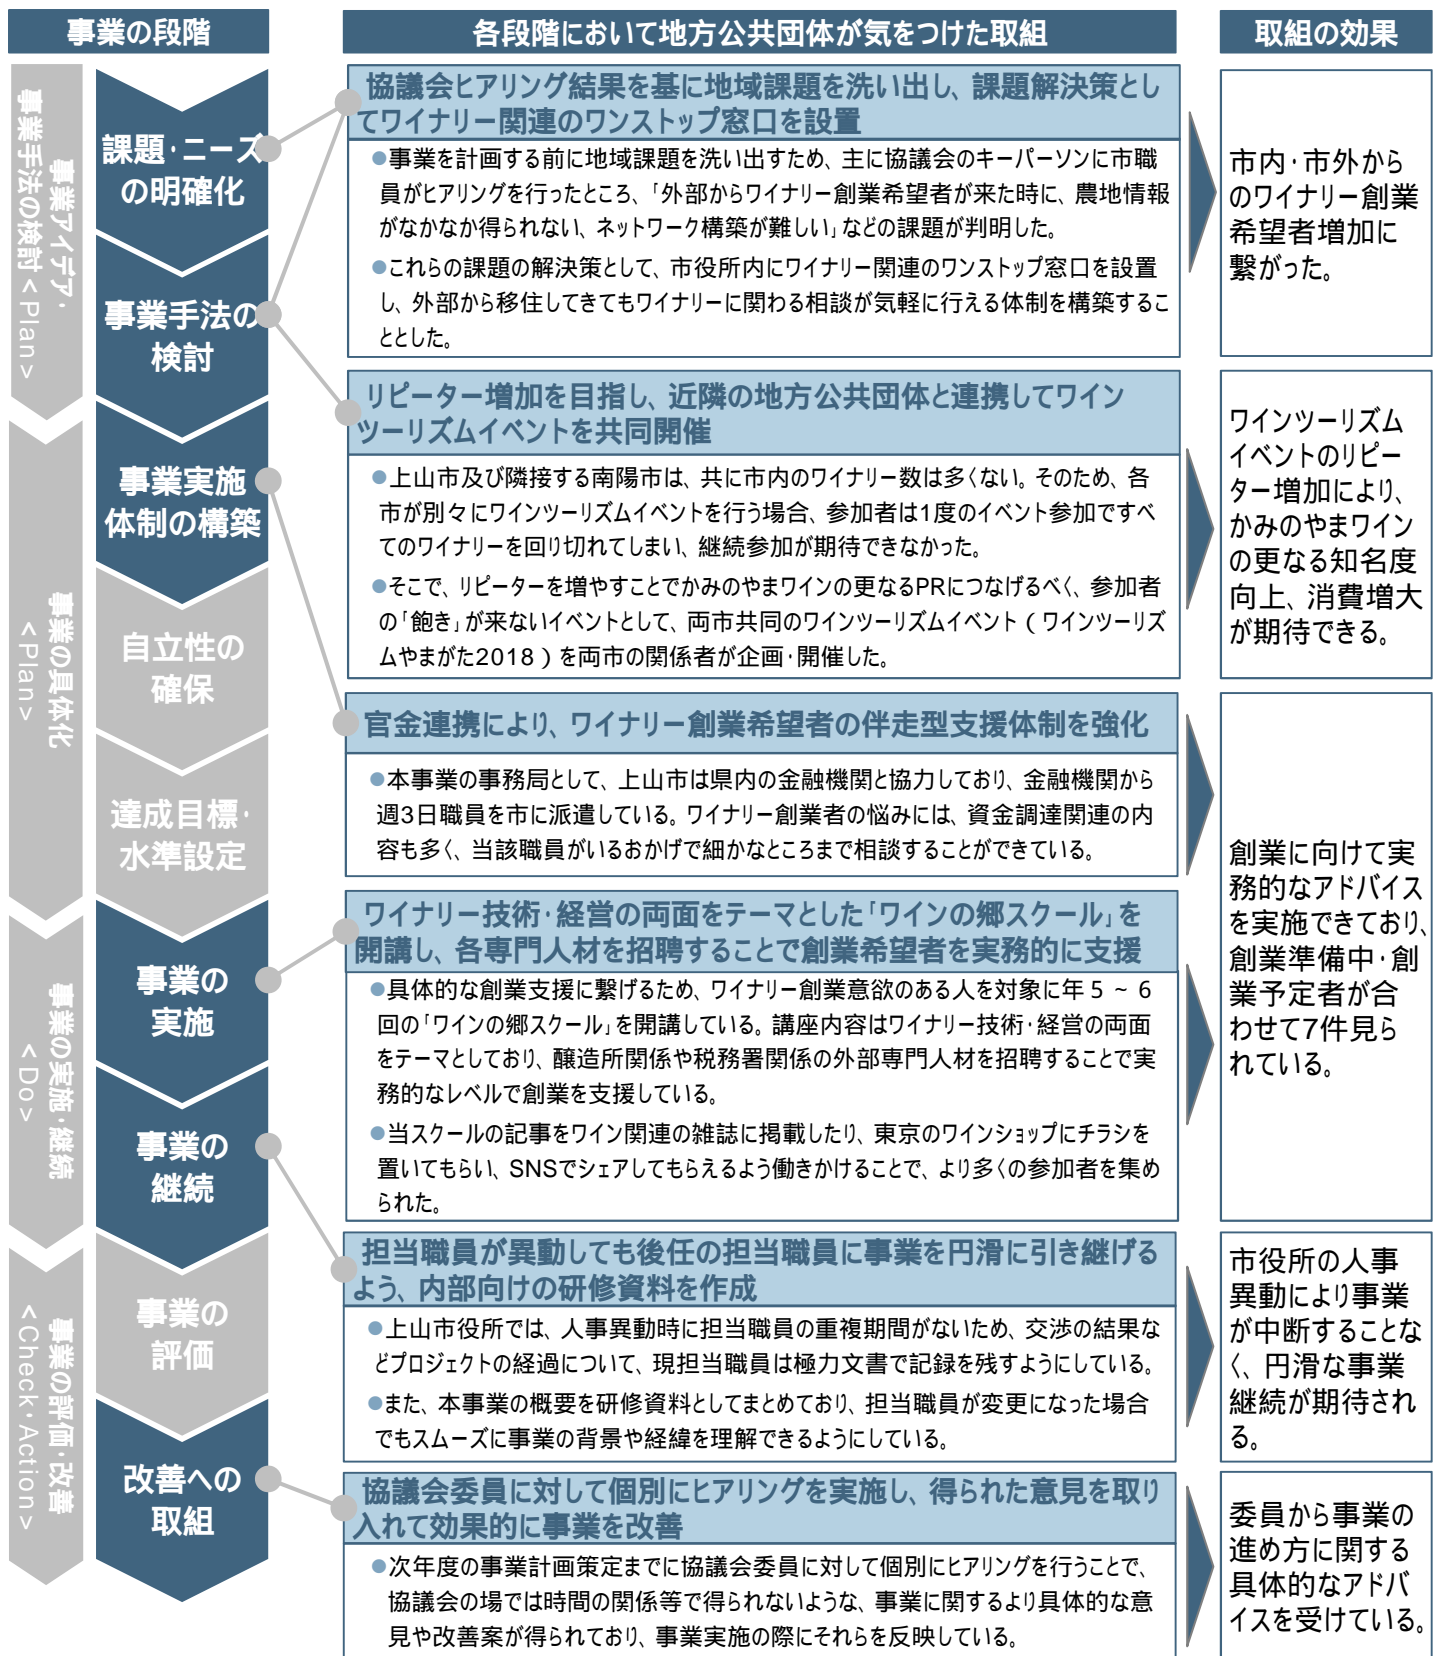 事業の段階
各段階において地方公共団体が気をつけた取組
取組の効果
事業アイデア・
事業手法の検討<Plan>
事業の具体化
<Plan>
事業の実施・継続
<Do>
事業の評価・改善
<Check・Action>
課題・ニーズ
の明確化
事業手法の
検討
事業実施
体制の構築
自立性の
確保
達成目標・
水準設定
事業の
実施
事業の
継続
事業の
評価
改善への
取組
協議会ヒアリング結果を基に地域課題を洗い出し、課題解決策とし
てワイナリー関連のワンストップ窓口を設置
●事業を計画する前に地域課題を洗い出すため、主に協議会のキーパーソンに市職
員がヒアリングを行ったところ、「外部からワイナリー創業希望者が来た時に、農地情報
がなかなか得られない、ネットワーク構築が難しい」などの課題が判明した。
●これらの課題の解決策として、市役所内にワイナリー関連のワンストップ窓口を設置
し、外部から移住してきてもワイナリーに関わる相談が気軽に行える体制を構築するこ
ととした。
市内・市外から
のワイナリー創業
希望者増加に
繋がった。
リピーター増加を目指し、近隣の地方公共団体と連携してワイン
ツーリズムイベントを共同開催
●上山市及び隣接する南陽市は、共に市内のワイナリー数は多くない。そのため、各
市が別々にワインツーリズムイベントを行う場合、参加者は1度のイベント参加ですべ
てのワイナリーを回り切れてしまい、継続参加が期待できなかった。
●そこで、リピーターを増やすことでかみのやまワインの更なるPRにつなげるべく、参加者
の「飽き」が来ないイベントとして、両市共同のワインツーリズムイベント(ワインツーリズ
ムやまがた2018)を両市の関係者が企画・開催した。
ワインツーリズム
イベントのリピー
ター増加により、
かみのやまワイン
の更なる知名度
向上、消費増大
が期待できる。
官金連携により、ワイナリー創業希望者の伴走型支援体制を強化
●本事業の事務局として、上山市は県内の金融機関と協力しており、金融機関から
週3日職員を市に派遣している。ワイナリー創業者の悩みには、資金調達関連の内
容も多く、当該職員がいるおかげで細かなところまで相談することができている。
ワイナリー技術・経営の両面をテーマとした「ワインの郷スクール」を
開講し、各専門人材を招聘することで創業希望者を実務的に支援
●具体的な創業支援に繋げるため、ワイナリー創業意欲のある人を対象に年5~6
回の「ワインの郷スクール」を開講している。講座内容はワイナリー技術・経営の両面
をテーマとしており、醸造所関係や税務署関係の外部専門人材を招聘することで実
務的なレベルで創業を支援している。
●当スクールの記事をワイン関連の雑誌に掲載したり、東京のワインショップにチラシを
置いてもらい、SNSでシェアしてもらえるよう働きかけることで、より多くの参加者を集め
られた。
創業に向けて実
務的なアドバイス
を実施できており、
創業準備中・創
業予定者が合
わせて7件見ら
れている。
担当職員が異動しても後任の担当職員に事業を円滑に引き継げる
よう、内部向けの研修資料を作成
●上山市役所では、人事異動時に担当職員の重複期間がないため、交渉の結果な
どプロジェクトの経過について、現担当職員は極力文書で記録を残すようにしている。
●また、本事業の概要を研修資料としてまとめており、担当職員が変更になった場合
でもスムーズに事業の背景や経緯を理解できるようにしている。
市役所の人事
異動により事業
が中断することな
く、円滑な事業
継続が期待され
る。
協議会委員に対して個別にヒアリングを実施し、得られた意見を取り
入れて効果的に事業を改善
●次年度の事業計画策定までに協議会委員に対して個別にヒアリングを行うことで、
協議会の場では時間の関係等で得られないような、事業に関するより具体的な意
見や改善案が得られており、事業実施の際にそれらを反映している。
委員から事業の
進め方に関する
具体的なアドバ
イスを受けている。